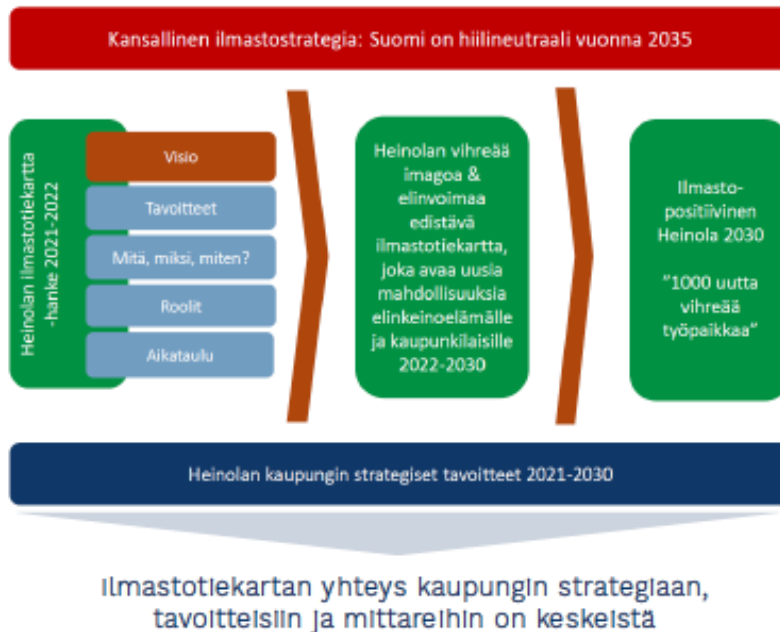 Kansallinen ilmastostrategia: Suomi on hiilineutraali vuonna 2035
Heinolan ilmastotiekartta
-hanke 2021-2022
Visio
Tavoitteet
Mitä, miksi, miten?
Roolit
Aikataulu
Heinolan vihreää
imagoa &
elinvoimaa
edistävä
ilmastotiekartta,
joka avaa uusia
mahdollisuuksia
elinkeinoelämälle
ja kaupunkilaisille
2022-2030
Ilmasto-
positiivinen
Heinola 2030
"1000 uutta
vihreää
työpaikkaa"
Heinolan kaupungin strategiset tavoitteet 2021-2030
Ilmastotiekartan yhteys kaupungin strategiaan,
tavoitteisiin ja mittareihin on keskeistä